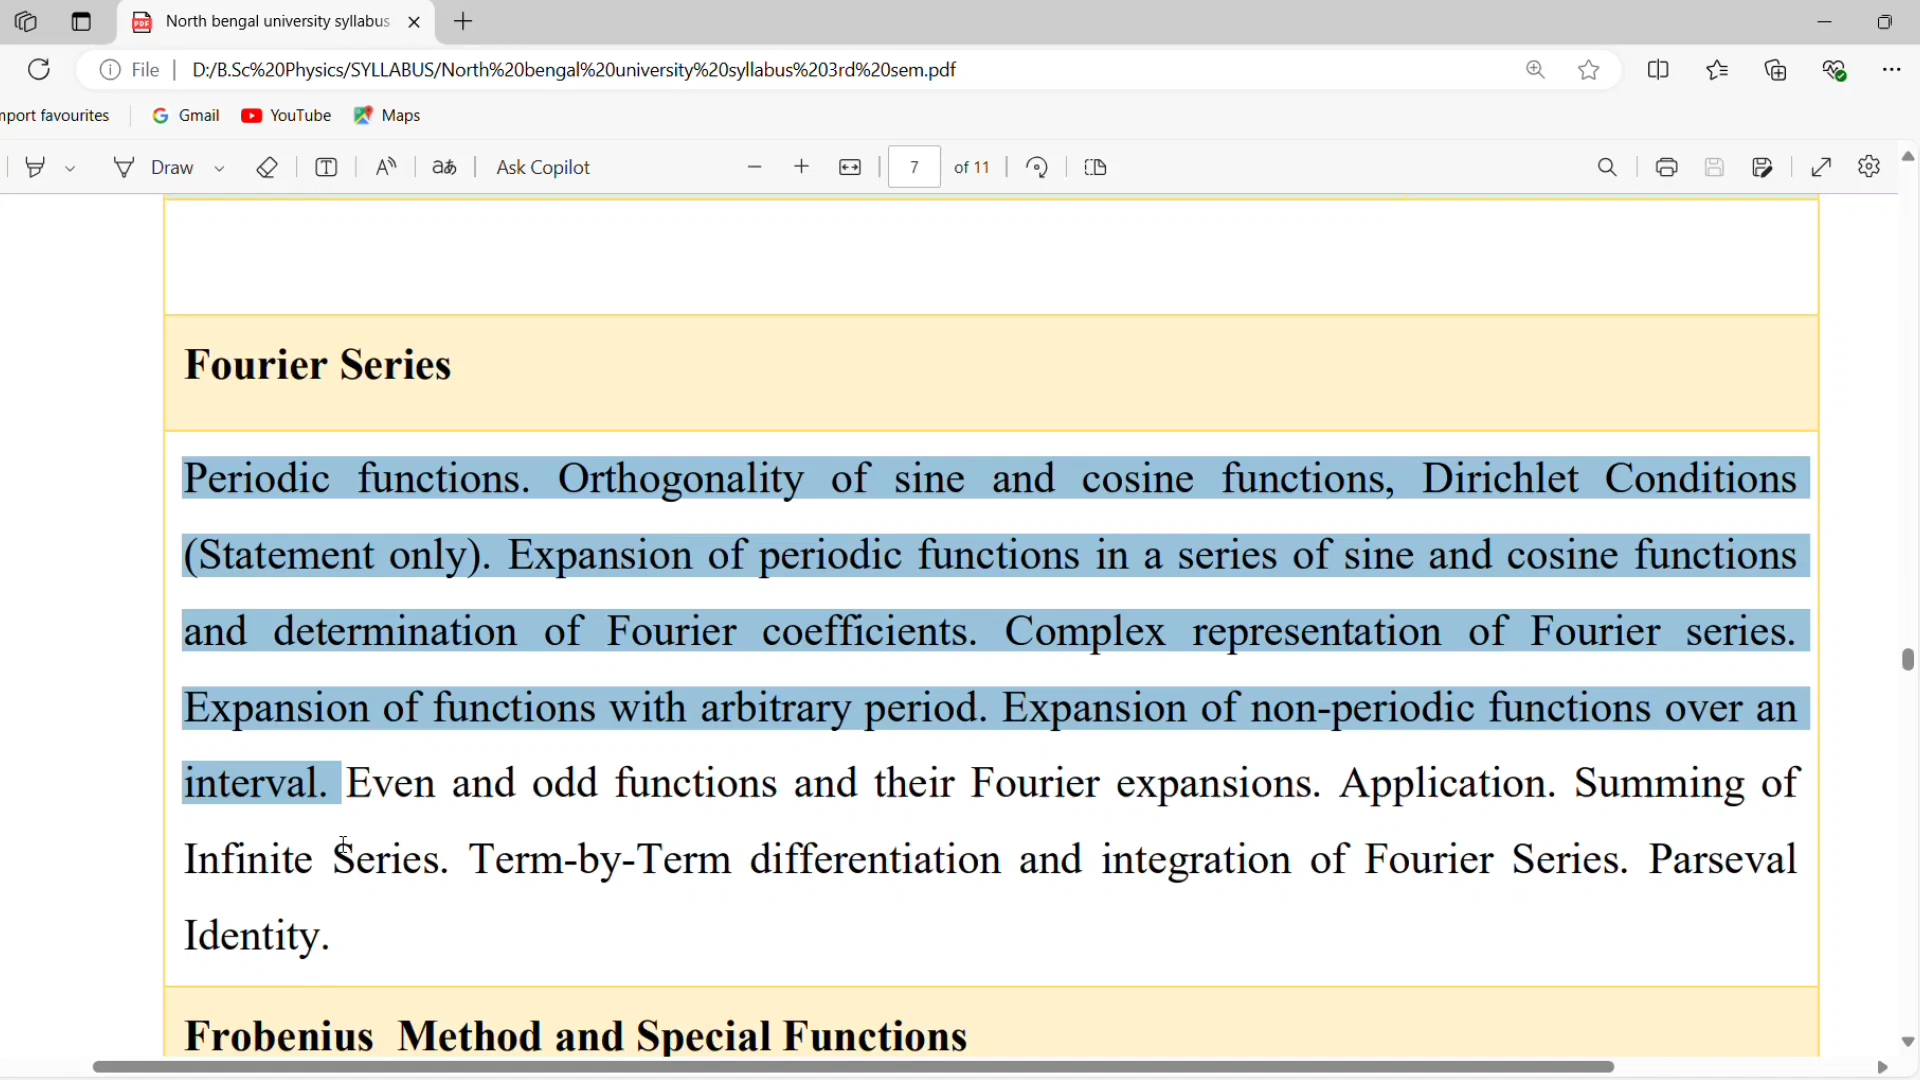 North bengal university syllabus
File D:/B.Sc%20Physics/SYLLABUS/North%20bengal%20university%20syllabus%203rd%20sem.pdf
mport favourites Gmail YouTube Maps
Draw Ask Copilot 7 of 11
Fourier Series
Periodic functions. Orthogonality of sine and cosine functions, Dirichlet Conditions
(Statement only). Expansion of periodic functions in a series of sine and cosine functions
and determination of Fourier coefficients. Complex representation of Fourier series.
Expansion of functions with arbitrary period. Expansion of non-periodic functions over an
interval. Even and odd functions and their Fourier expansions. Application. Summing of
Infinite Series. Term-by-Term differentiation and integration of Fourier Series. Parseval
Identity.
Frobenius Method and Special Functions